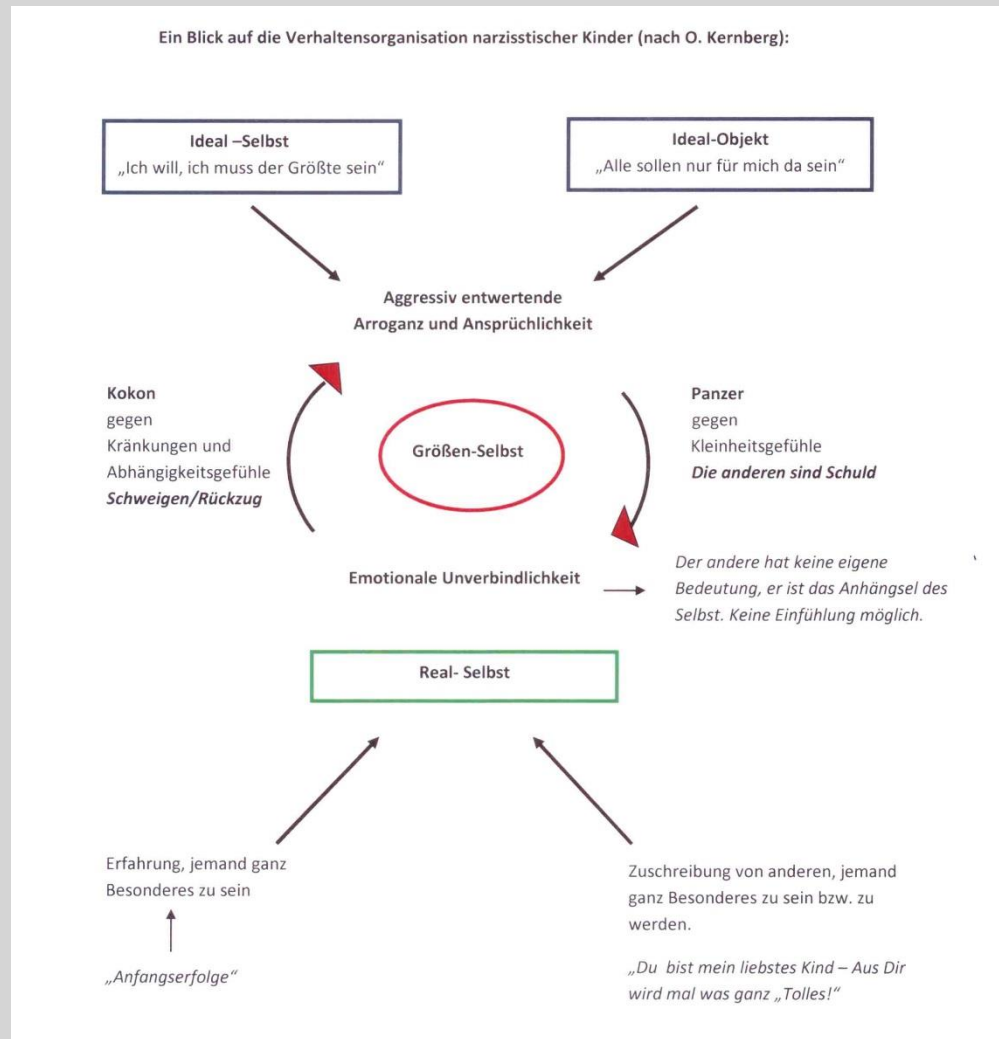 Ein Blick auf die Verhaltensorganisation narzisstischer Kinder (nach O. Kernberg):
Ideal –Selbst
„Ich will, ich muss der Größte sein“
Ideal-Objekt
„Alle sollen nur für mich da sein“
Aggressiv entwertende
Arroganz und Ansprüchlichkeit
Kokon
gegen
Kränkungen und
Abhängigkeitsgefühle
Schweigen/Rückzug
Größen-Selbst
Panzer
gegen
Kleinheitsgefühle
Die anderen sind Schuld
Emotionale Unverbindlichkeit
Der andere hat keine eigene
Bedeutung, er ist das Anhängsel des
Selbst. Keine Einfühlung möglich.
Real- Selbst
Erfahrung, jemand ganz
Besonderes zu sein
„Anfangserfolge“
Zuschreibung von anderen, jemand
ganz Besonderes zu sein bzw. zu
werden.
„Du bist mein liebstes Kind – Aus Dir
wird mal was ganz „Tolles!“